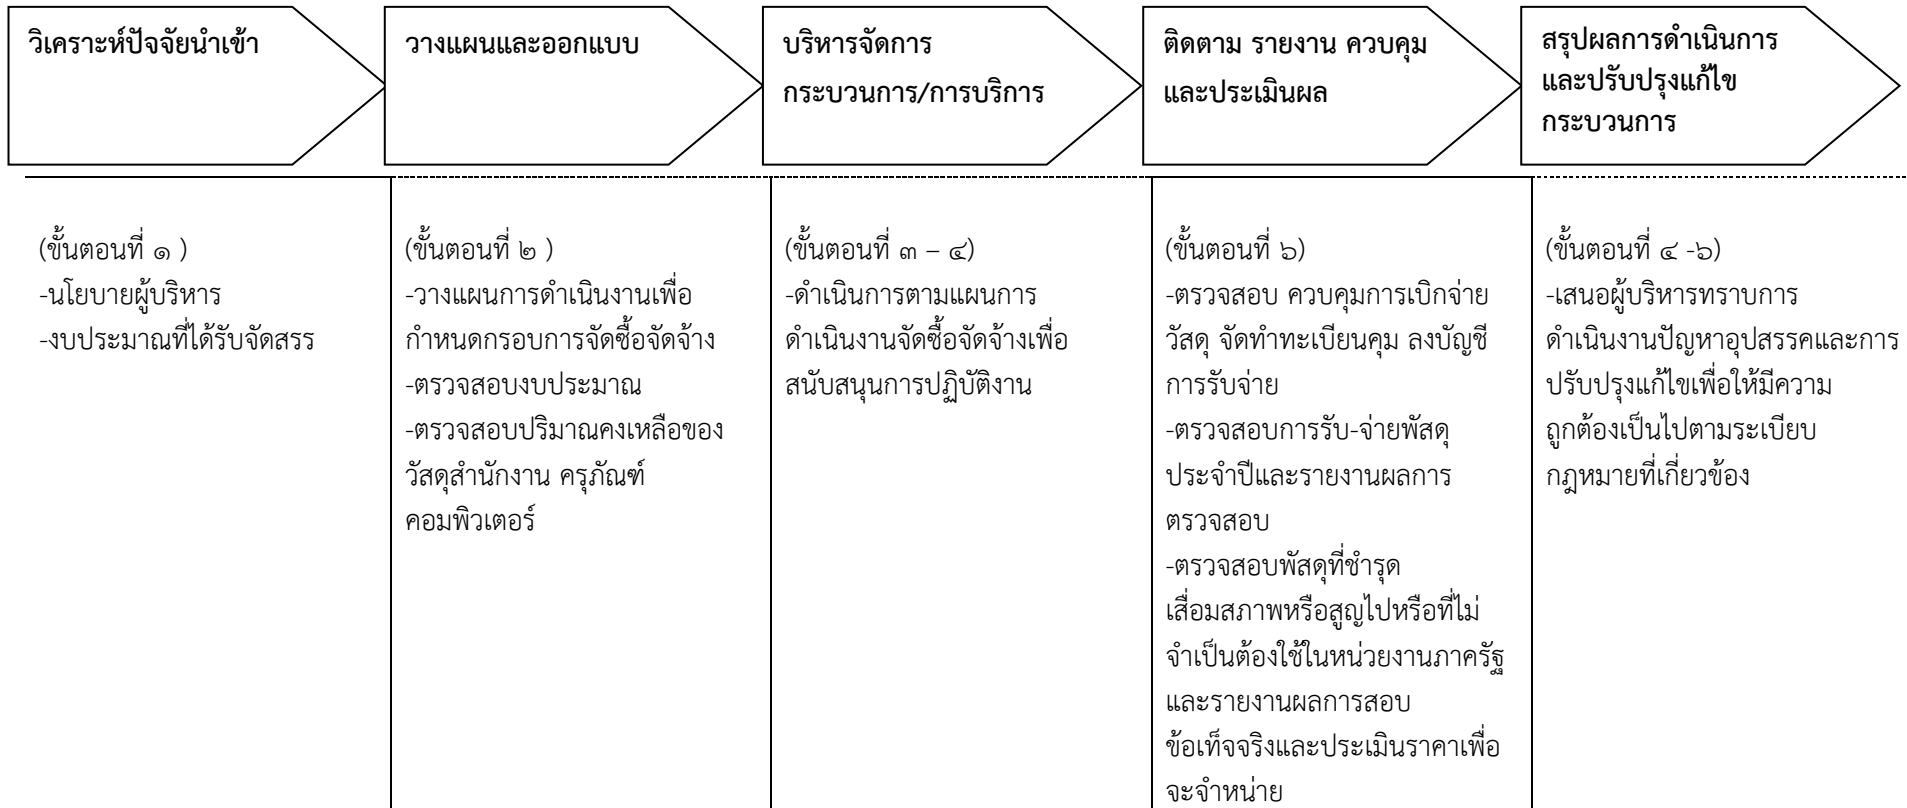 วิเคราะห์ปัจจัยนำเข้า
วางแผนและออกแบบ
บริหารจัดการ
กระบวนการ/การบริการ
ติดตาม รายงาน ควบคุม
และประเมินผล
สรุปผลการดำเนินการ
และปรับปรุงแก้ไข
กระบวนการ
(ขั้นตอนที่ ๑ )
-นโยบายผู้บริหาร
-งบประมาณที่ได้รับจัดสรร
(ขั้นตอนที่ ๒ )
-วางแผนการดำเนินงานเพื่อ
กำหนดกรอบการจัดซื้อจัดจ้าง
-ตรวจสอบงบประมาณ
-ตรวจสอบปริมาณคงเหลือของ
วัสดุสำนักงาน ครุภัณฑ์
คอมพิวเตอร์
(ขั้นตอนที่ ๓ – ๔)
-ดำเนินการตามแผนการ
ดำเนินงานจัดซื้อจัดจ้างเพื่อ
สนับสนุนการปฏิบัติงาน
(ขั้นตอนที่ ๖)
-ตรวจสอบ ควบคุมการเบิกจ่าย
วัสดุ จัดทำทะเบียนคุม ลงบัญชี
การรับจ่าย
-ตรวจสอบการรับ-จ่ายพัสดุ
ประจำปีและรายงานผลการ
ตรวจสอบ
-ตรวจสอบพัสดุที่ชำรุด
เสื่อมสภาพหรือสูญไปหรือที่ไม่
จำเป็นต้องใช้ในหน่วยงานภาครัฐ
และรายงานผลการสอบ
ข้อเท็จจริงและประเมินราคาเพื่อ
จะจำหน่าย
(ขั้นตอนที่ ๔ -๖)
-เสนอผู้บริหารทราบการ
ดำเนินงานปัญหาอุปสรรคและการ
ปรับปรุงแก้ไขเพื่อให้มีความ
ถูกต้องเป็นไปตามระเบียบ
กฎหมายที่เกี่ยวข้อง